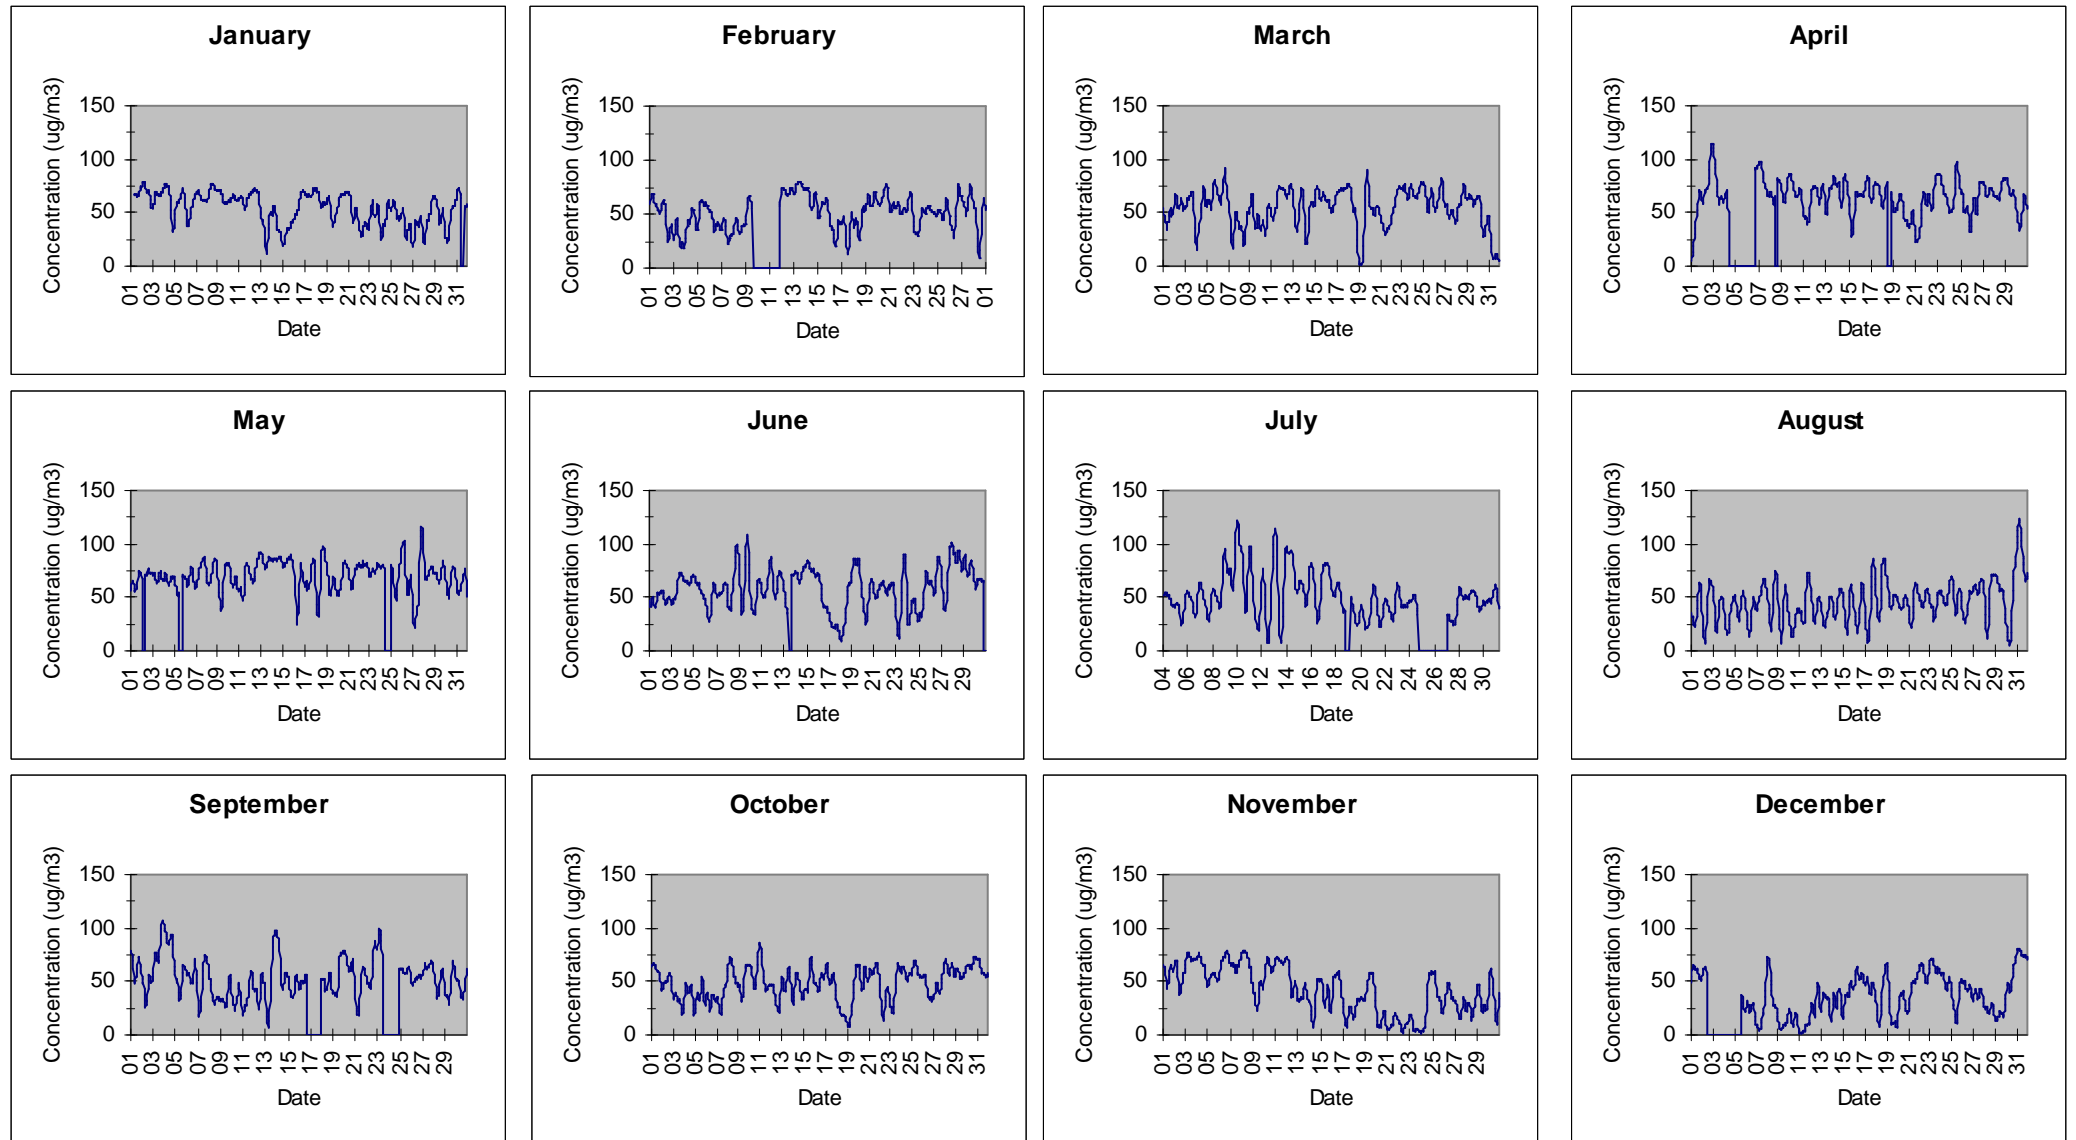 January
Concentration (ug/m3)
150
100
50
0
01 03 05 07 09 11 13 15 17 19 21 23 25 27 29 31
Date
February
Concentration (ug/m3)
150
100
50
0
01 03 05 07 09 11 13 15 17 19 21 23 25 27 01
Date
March
Concentration (ug/m3)
150
100
50
0
01 03 05 07 09 11 13 15 17 19 21 23 25 27 29 31
Date
April
Concentration (ug/m3)
150
100
50
0
01 03 05 07 09 11 13 15 17 19 21 23 25 27 29
Date
May
Concentration (ug/m3)
150
100
50
0
01 03 05 07 09 11 13 15 17 19 21 23 25 27 29 31
Date
June
Concentration (ug/m3)
150
100
50
0
01 03 05 07 09 11 13 15 17 19 21 23 25 27 29
Date
July
Concentration (ug/m3)
150
100
50
0
04 06 08 10 12 14 16 18 20 22 24 26 28 30
Date
August
Concentration (ug/m3)
150
100
50
0
01 03 05 07 09 11 13 15 17 19 21 23 25 27 29 31
Date
September
Concentration (ug/m3)
150
100
50
0
01 03 05 07 09 11 13 15 17 19 21 23 25 27 29
Date
October
Concentration (ug/m3)
150
100
50
0
01 03 05 07 09 11 13 15 17 19 21 23 25 27 29 31
Date
November
Concentration (ug/m3)
150
100
50
0
01 03 05 07 09 11 13 15 17 19 21 23 25 27 29
Date
December
Concentration (ug/m3)
150
100
50
0
01 03 05 07 09 11 13 15 17 19 21 23 25 27 29 31
Date